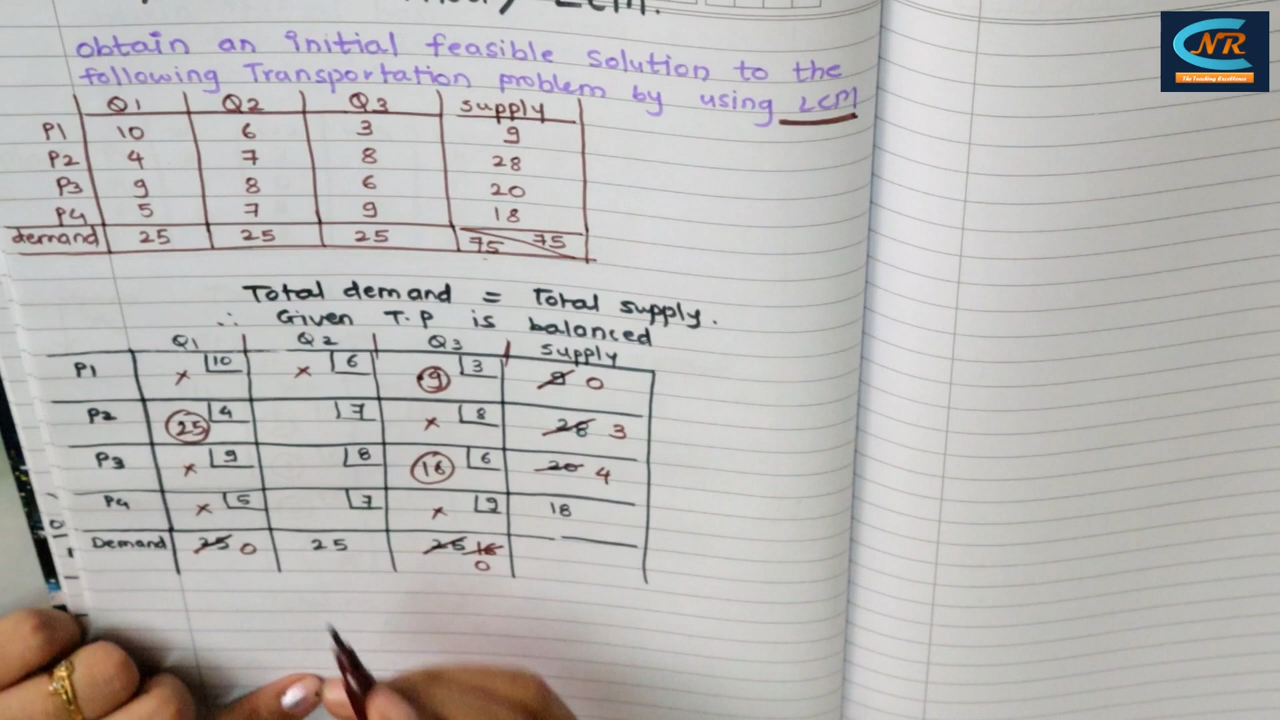 LCM.
NR
The Teaching Excellence
obtain an initial feasible solution to the
following Transportation problem by using LCM
Q1 Q2 Q3 supply
P1 10 6 3 9
P2 4 7 8 28
P3 9 8 6 20
P4 5 7 9 18
demand 25 25 25 75 75
Total demand = Total supply.
∴ Given T.P is balanced
Q1 Q2 Q3 supply
P1 × 10 × 6 9 3 9 0
P2 25 4 7 × 8 28 3
P3 × 9 8 16 6 20 4
P4 × 5 7 × 9 18
Demand 25 0 25 25 16
0